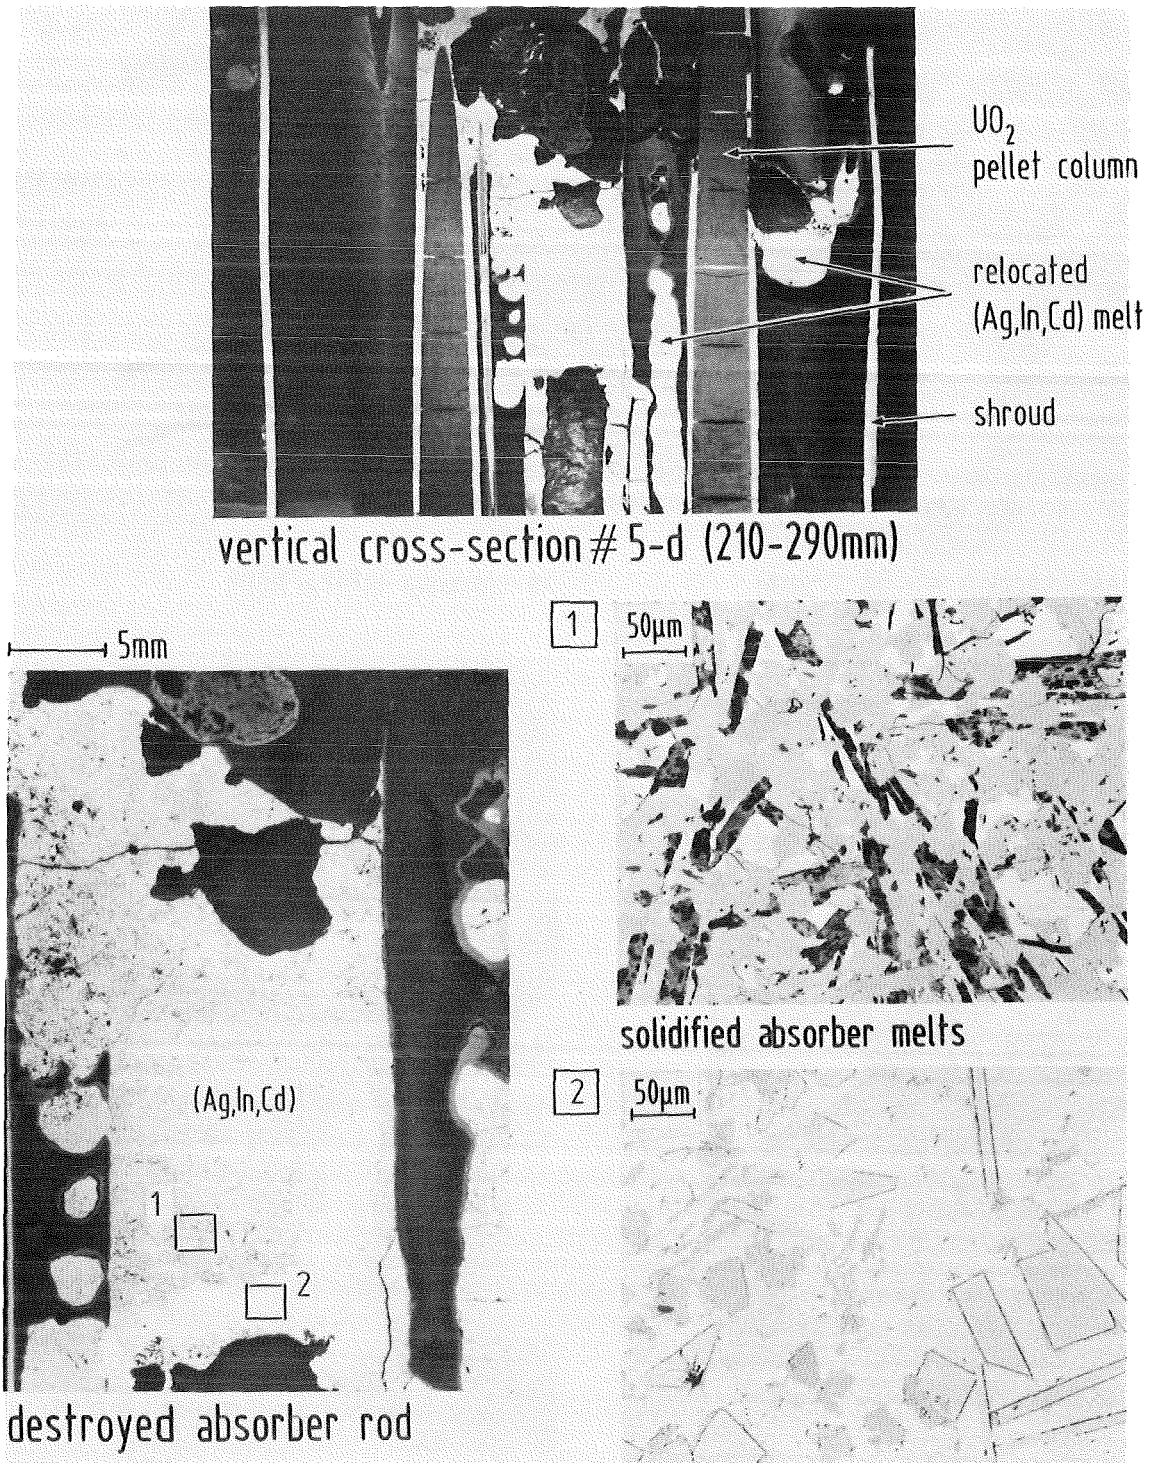 UO2
pellet column
relocated
(Ag,In,Cd) melt
shroud
vertical cross-section # 5-d (210-290mm)
5mm
1
50µm
solidified absorber melts
(Ag,In,Cd)
1
2
2
50µm
destroyed absorber rod